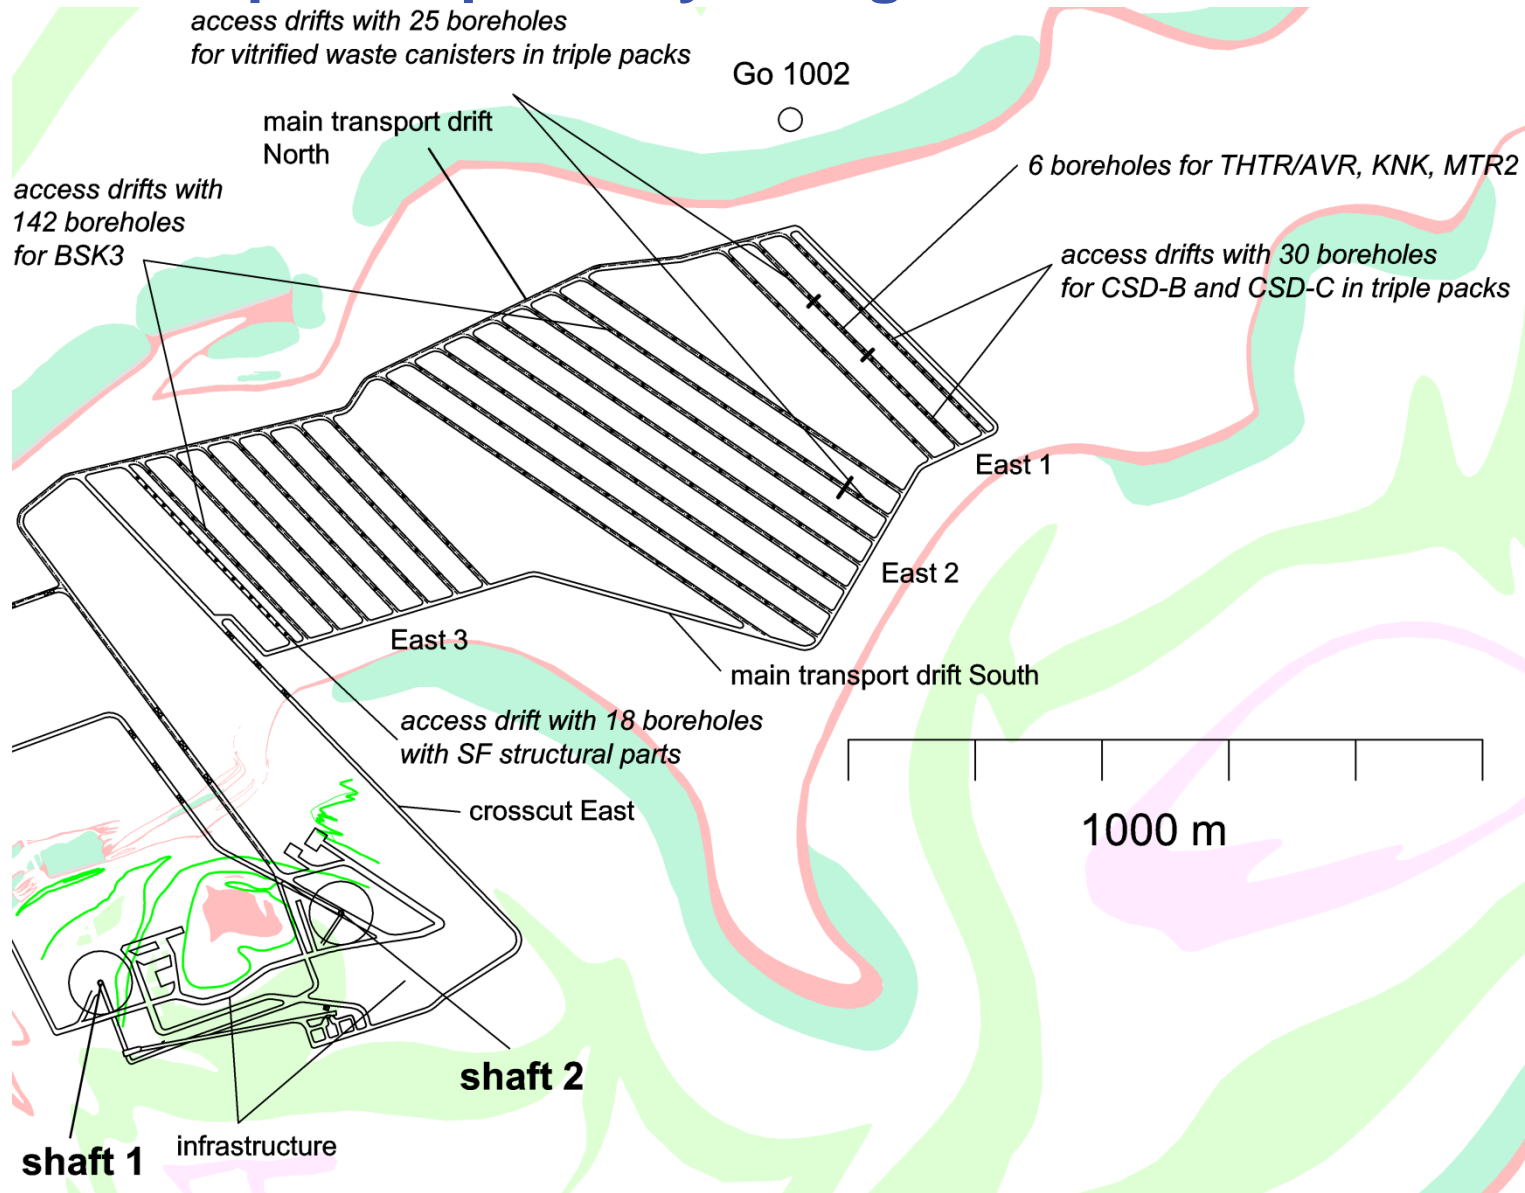 access drifts with 25 boreholes
for vitrified waste canisters in triple packs
Go 1002
main transport drift
North
6 boreholes for THTR/AVR, KNK, MTR2
access drifts with
142 boreholes
for BSK3
access drifts with 30 boreholes
for CSD-B and CSD-C in triple packs
East 1
East 2
East 3
main transport drift South
access drift with 18 boreholes
with SF structural parts
crosscut East
1000 m
shaft 2
infrastructure
shaft 1